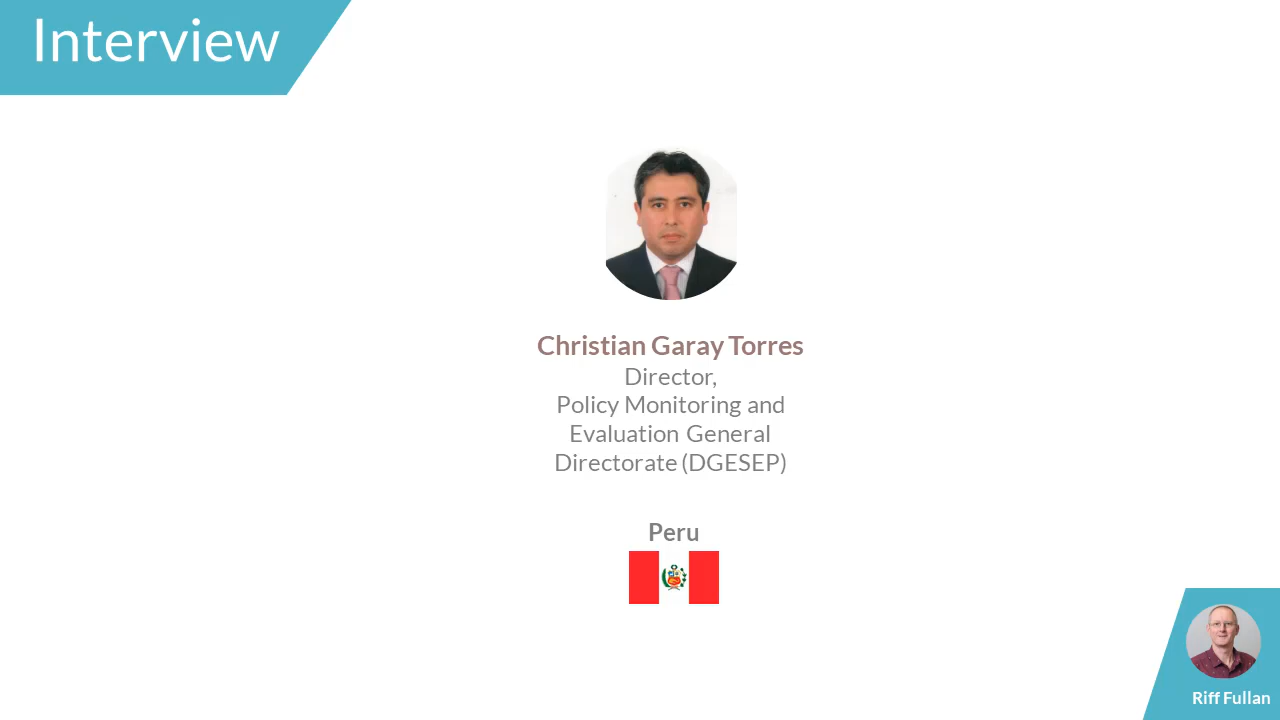 Interview
Christian Garay Torres
Director,
Policy Monitoring and
Evaluation General
Directorate (DGESEP)
Peru
Riff Fullan